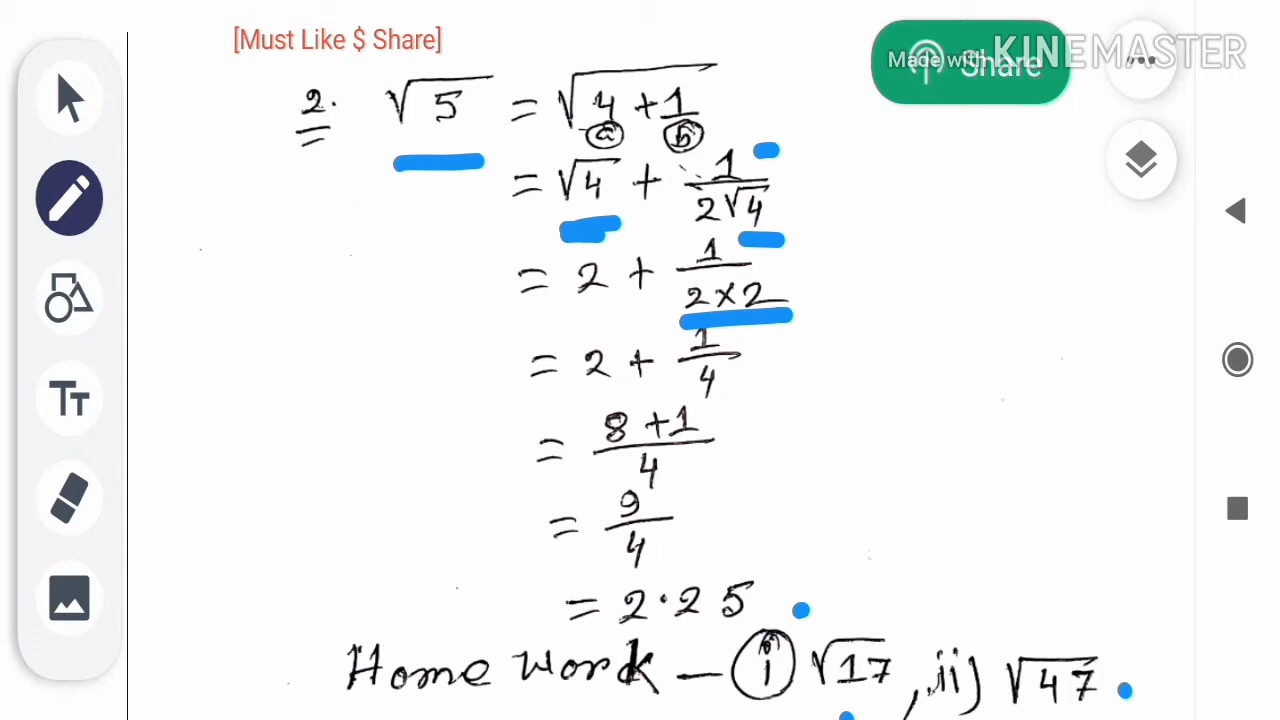 [Must Like $ Share]
Made with KINEMASTER
Share
2. √5 = √4 + 1
a b
= √4 + 1/2√4
= 2 + 1/2×2
= 2 + 1/4
= 8 + 1/4
= 9/4
= 2.25
Home work - i √17, ii) √47
Tт